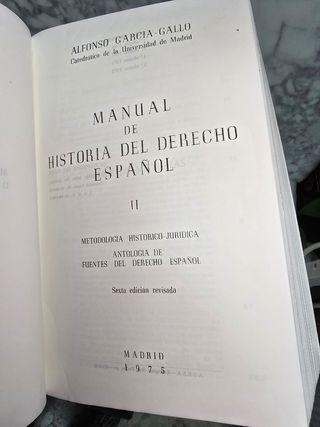 ALFONSO GARCIA-GALLO
Catedrático de la Universidad de Madrid
MANUAL
DE
HISTORIA DEL DERECHO
ESPAÑOL
II
METODOLOGIA HISTORICO-JURIDICA
ANTOLOGIA DE
FUENTES DEL DERECHO ESPAÑOL
Sexta edición revisada
MADRID
1975